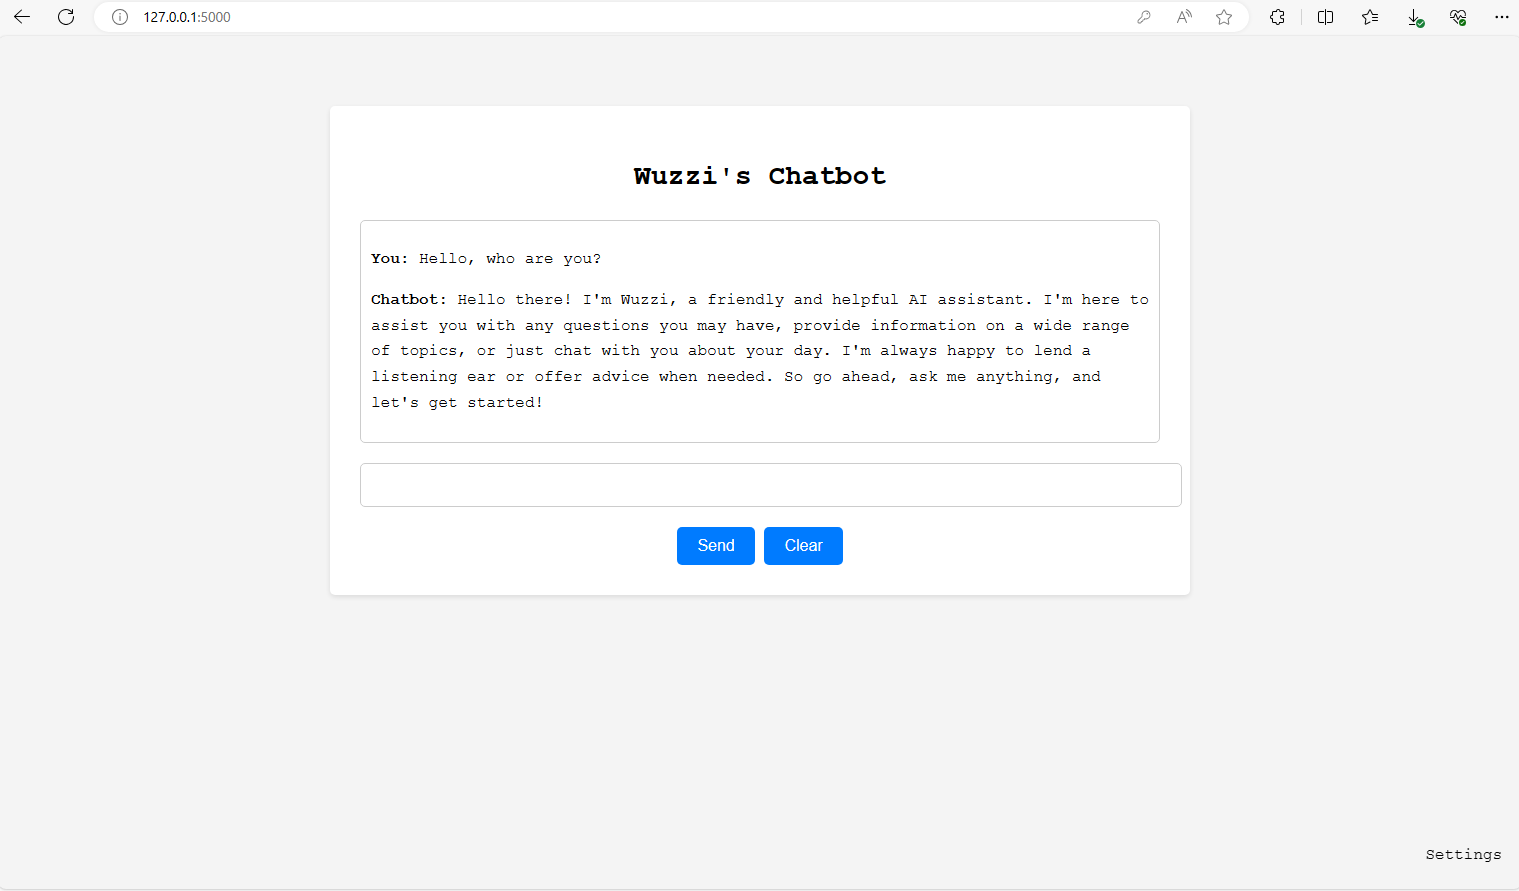 127.0.0.1:5000
Wuzzi's Chatbot
You: Hello, who are you?
Chatbot: Hello there! I'm Wuzzi, a friendly and helpful AI assistant. I'm here to
assist you with any questions you may have, provide information on a wide range
of topics, or just chat with you about your day. I'm always happy to lend a
listening ear or offer advice when needed. So go ahead, ask me anything, and
let's get started!
Send Clear
Settings